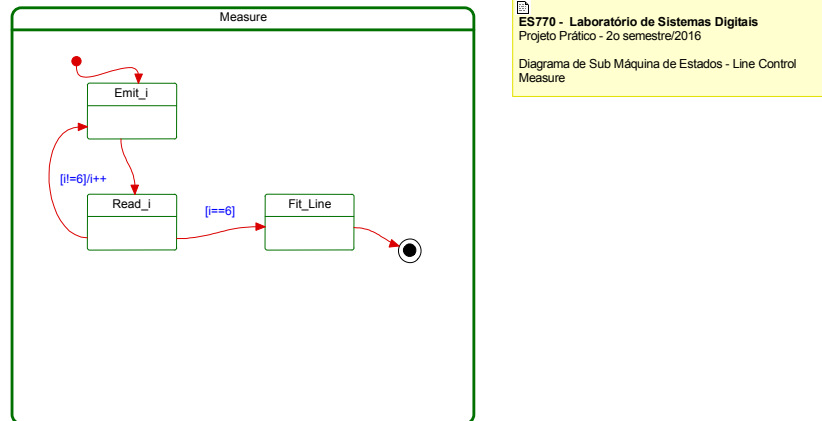 Measure
Emit_i
[i!=6]/i++
Read_i
[i==6]
Fit_Line
ES770 - Laboratório de Sistemas Digitais
Projeto Prático - 2o semestre/2016
Diagrama de Sub Máquina de Estados - Line Control
Measure